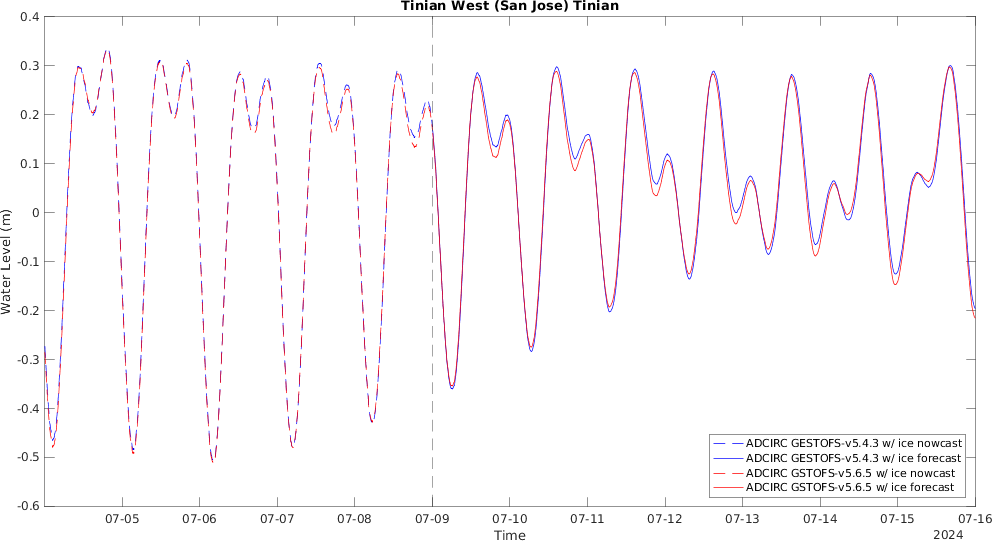 Tinian West (San Jose) Tinian
0.4
0.3
0.2
0.1
0
-0.1
-0.2
-0.3
-0.4
-0.5
-0.6
Water Level (m)
ADCIRC GESTOFS-v5.4.3 w/ ice nowcast
ADCIRC GESTOFS-v5.4.3 w/ ice forecast
ADCIRC GSTOFS-v5.6.5 w/ ice nowcast
ADCIRC GSTOFS-v5.6.5 w/ ice forecast
07-05 07-06 07-07 07-08 07-09 07-10 07-11 07-12 07-13 07-14 07-15 07-16
Time
2024